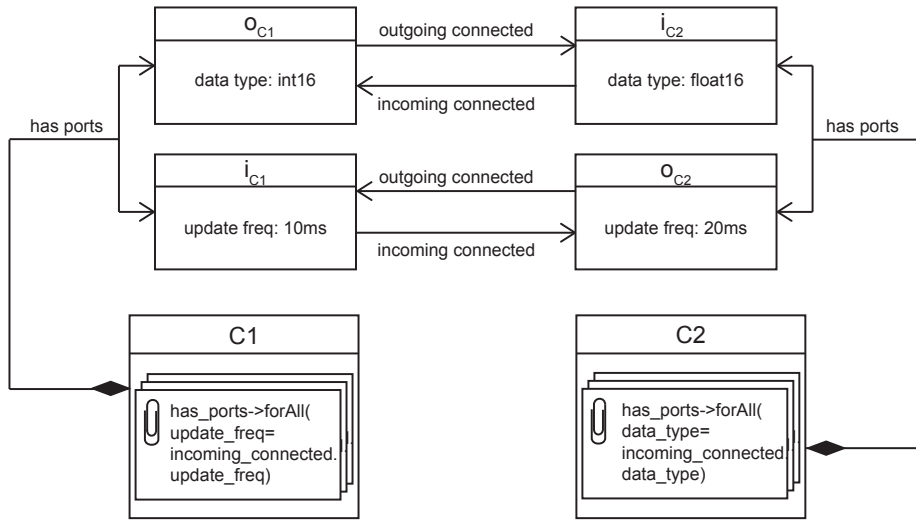 o_C1
outgoing connected
i_C2
data type: int16
data type: float16
incoming connected
has ports
has ports
i_C1
outgoing connected
o_C2
update freq: 10ms
update freq: 20ms
incoming connected
C1
has_ports->forAll(
update_freq=
incoming_connected.
update_freq)
C2
has_ports->forAll(
data_type=
incoming_connected.
data_type)